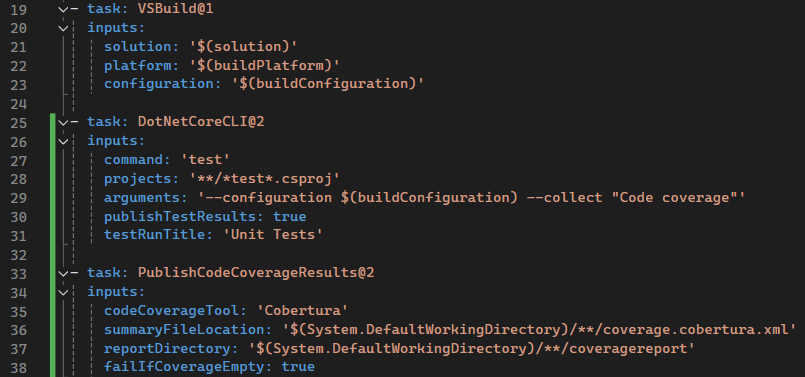 19 - task: VSBuild@1
20 inputs:
21 solution: '$(solution)'
22 platform: '$(buildPlatform)'
23 configuration: '$(buildConfiguration)'
24
25 - task: DotNetCoreCLI@2
26 inputs:
27 command: 'test'
28 projects: '**/*test*.csproj'
29 arguments: '--configuration $(buildConfiguration) --collect "Code coverage"'
30 publishTestResults: true
31 testRunTitle: 'Unit Tests'
32
33 - task: PublishCodeCoverageResults@2
34 inputs:
35 codeCoverageTool: 'Cobertura'
36 summaryFileLocation: '$(System.DefaultWorkingDirectory)/**/coverage.cobertura.xml'
37 reportDirectory: '$(System.DefaultWorkingDirectory)/**/coveragereport'
38 failIfCoverageEmpty: true